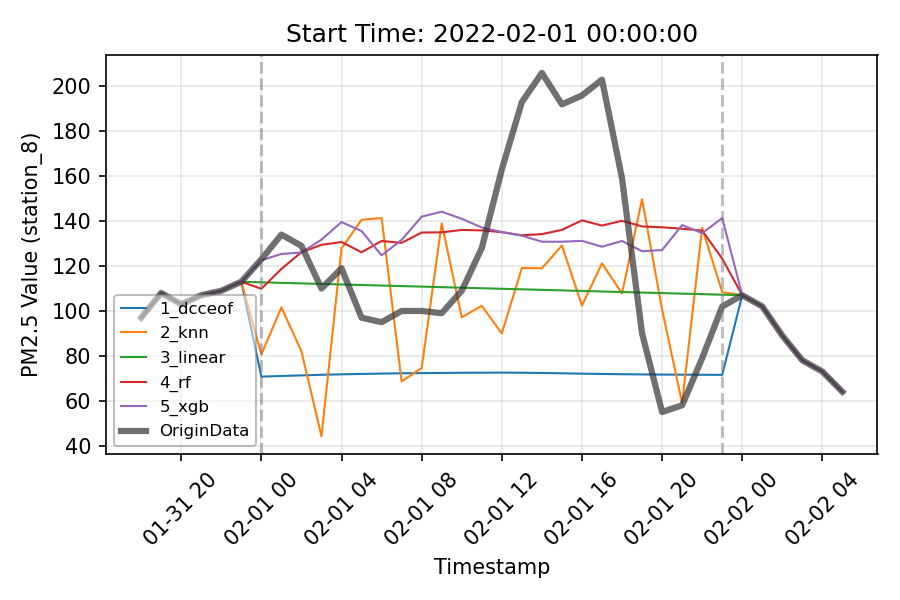 Start Time: 2022-02-01 00:00:00
PM2.5 Value (station_8)
200
180
160
140
120
100
80
60
40
1_dcceof
2_knn
3_linear
4_rf
5_xgb
OriginData
01-31 20
02-01 00
02-01 04
02-01 08
02-01 12
02-01 16
02-01 20
02-02 00
02-02 04
Timestamp